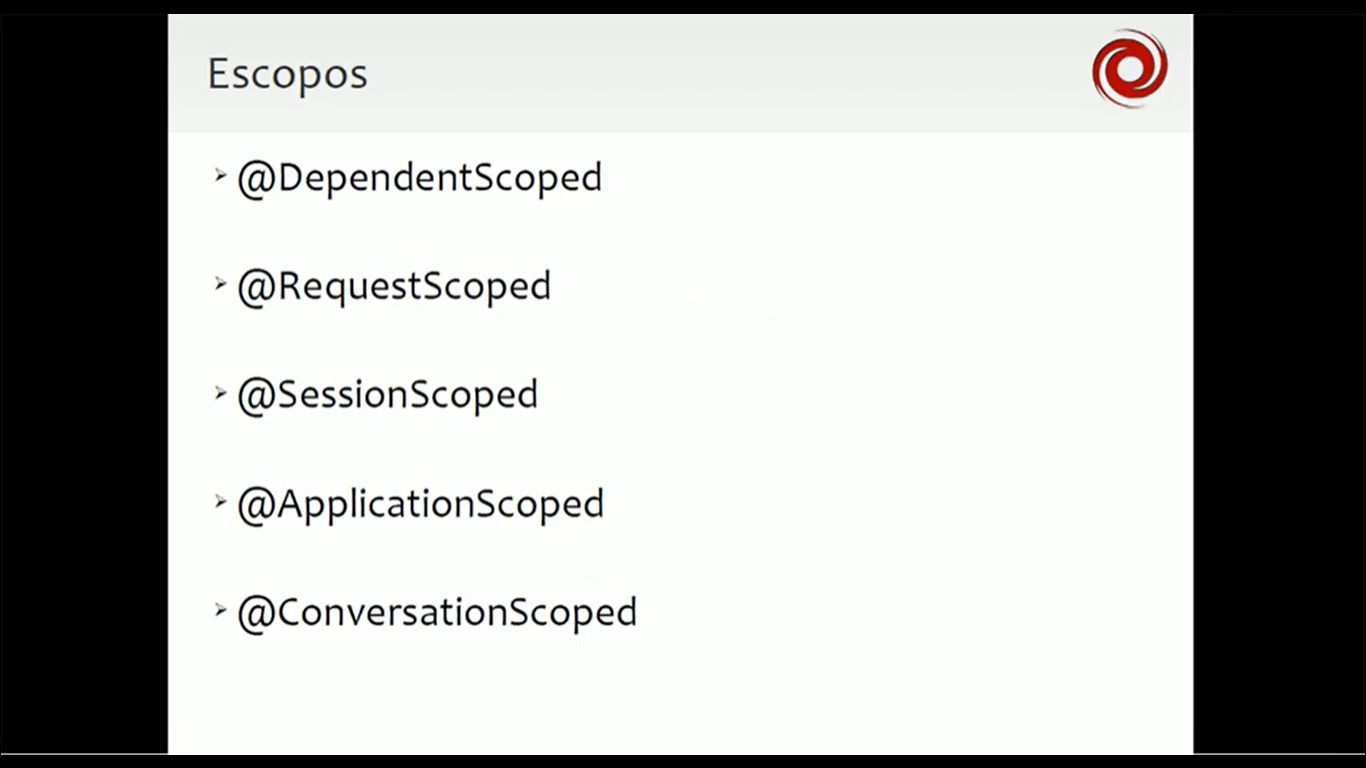 Escopos
@DependentScoped
@RequestScoped
@SessionScoped
@ApplicationScoped
@ConversationScoped